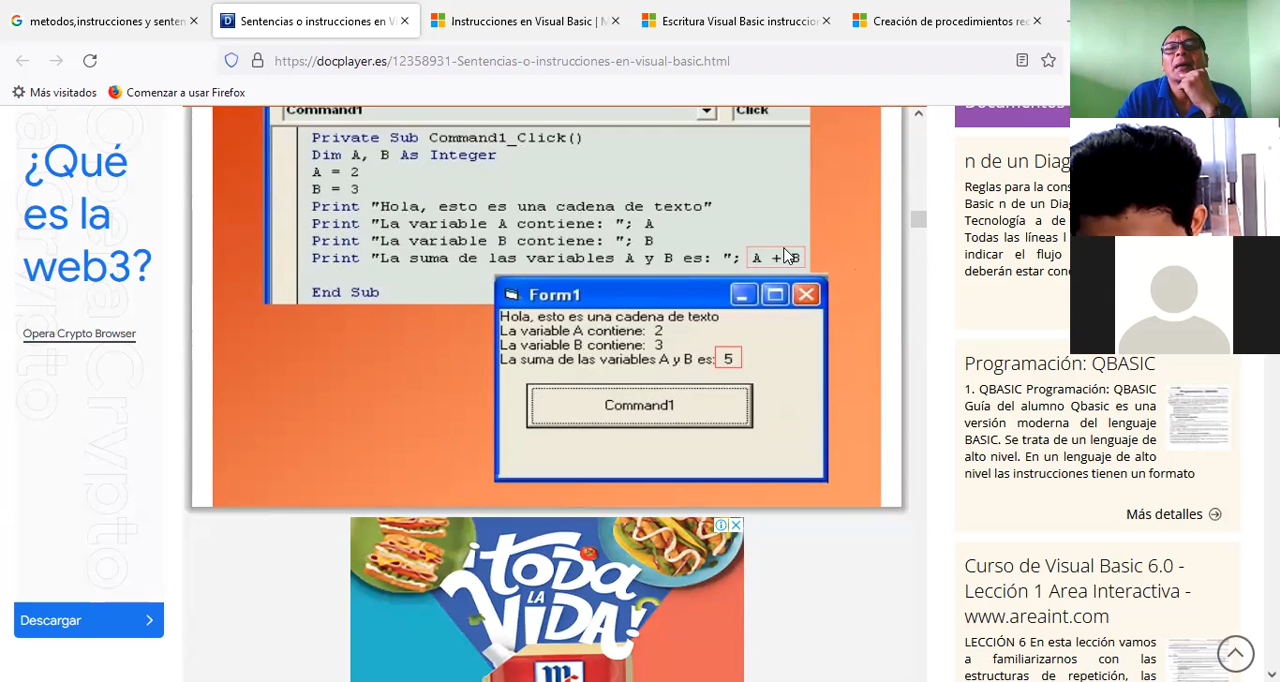 metodos,instrucciones y senten
Sentencias o instrucciones en V
Instrucciones en Visual Basic | M
Escritura Visual Basic instruccion
Creación de procedimientos rec
https://docplayer.es/12358931-Sentencias-o-instrucciones-en-visual-basic.html
Más visitados
Comenzar a usar Firefox
¿Qué
es la
web3?
Opera Crypto Browser
Descargar
Command1
Click
Private Sub Command1_Click()
Dim A, B As Integer
A = 2
B = 3
Print "Hola, esto es una cadena de texto"
Print "La variable A contiene: "; A
Print "La variable B contiene: "; B
Print "La suma de las variables A y B es: "; A + B
End Sub
Form1
Hola, esto es una cadena de texto
La variable A contiene: 2
La variable B contiene: 3
La suma de las variables A y B es: 5
Command1
¡TODA
LA
VIDA!
Documentos
n de un Diag
Reglas para la cons
Basic n de un Diag
Tecnología a de
Todas las líneas l
indicar el flujo
deberán estar con
Programación: QBASIC
1. QBASIC Programación: QBASIC
Guía del alumno Qbasic es una
versión moderna del lenguaje
BASIC. Se trata de un lenguaje de
alto nivel. En un lenguaje de alto
nivel las instrucciones tienen un formato
Más detalles
Curso de Visual Basic 6.0 -
Lección 1 Area Interactiva -
www.areaint.com
LECCIÓN 6 En esta lección vamos
a familiarizarnos con las
estructuras de repetición, las